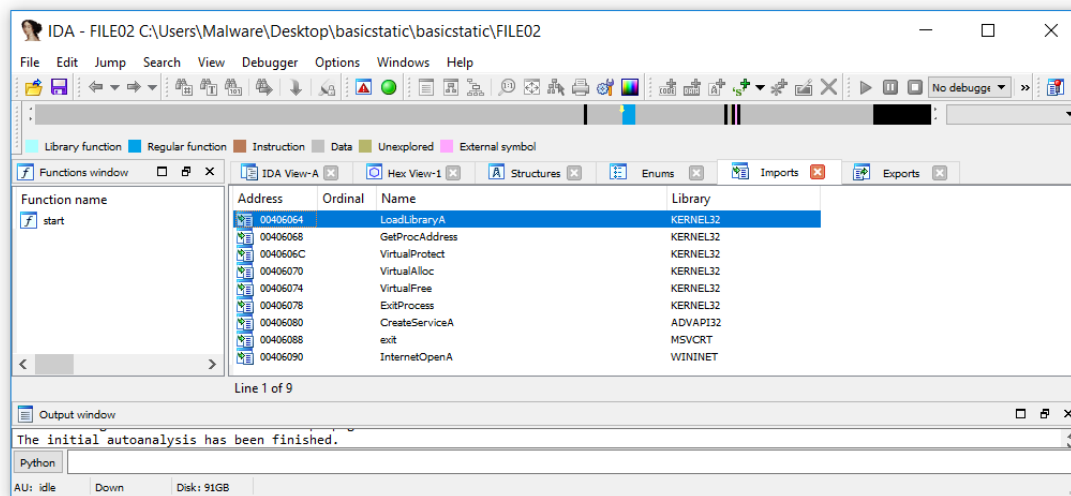 IDA - FILE02 C:\Users\Malware\Desktop\basicstatic\basicstatic\FILE02
File Edit Jump Search View Debugger Options Windows Help
No debugge
Library function Regular function Instruction Data Unexplored External symbol
Functions window IDA View-A Hex View-1 Structures Enums Imports Exports
Function name Address Ordinal Name Library
start 00406064 LoadLibraryA KERNEL32
00406068 GetProcAddress KERNEL32
0040606C VirtualProtect KERNEL32
00406070 VirtualAlloc KERNEL32
00406074 VirtualFree KERNEL32
00406078 ExitProcess KERNEL32
00406080 CreateServiceA ADVAPI32
00406088 exit MSVCRT
00406090 InternetOpenA WININET
Line 1 of 9
Output window
The initial autoanalysis has been finished.
Python
AU: idle Down Disk: 91GB